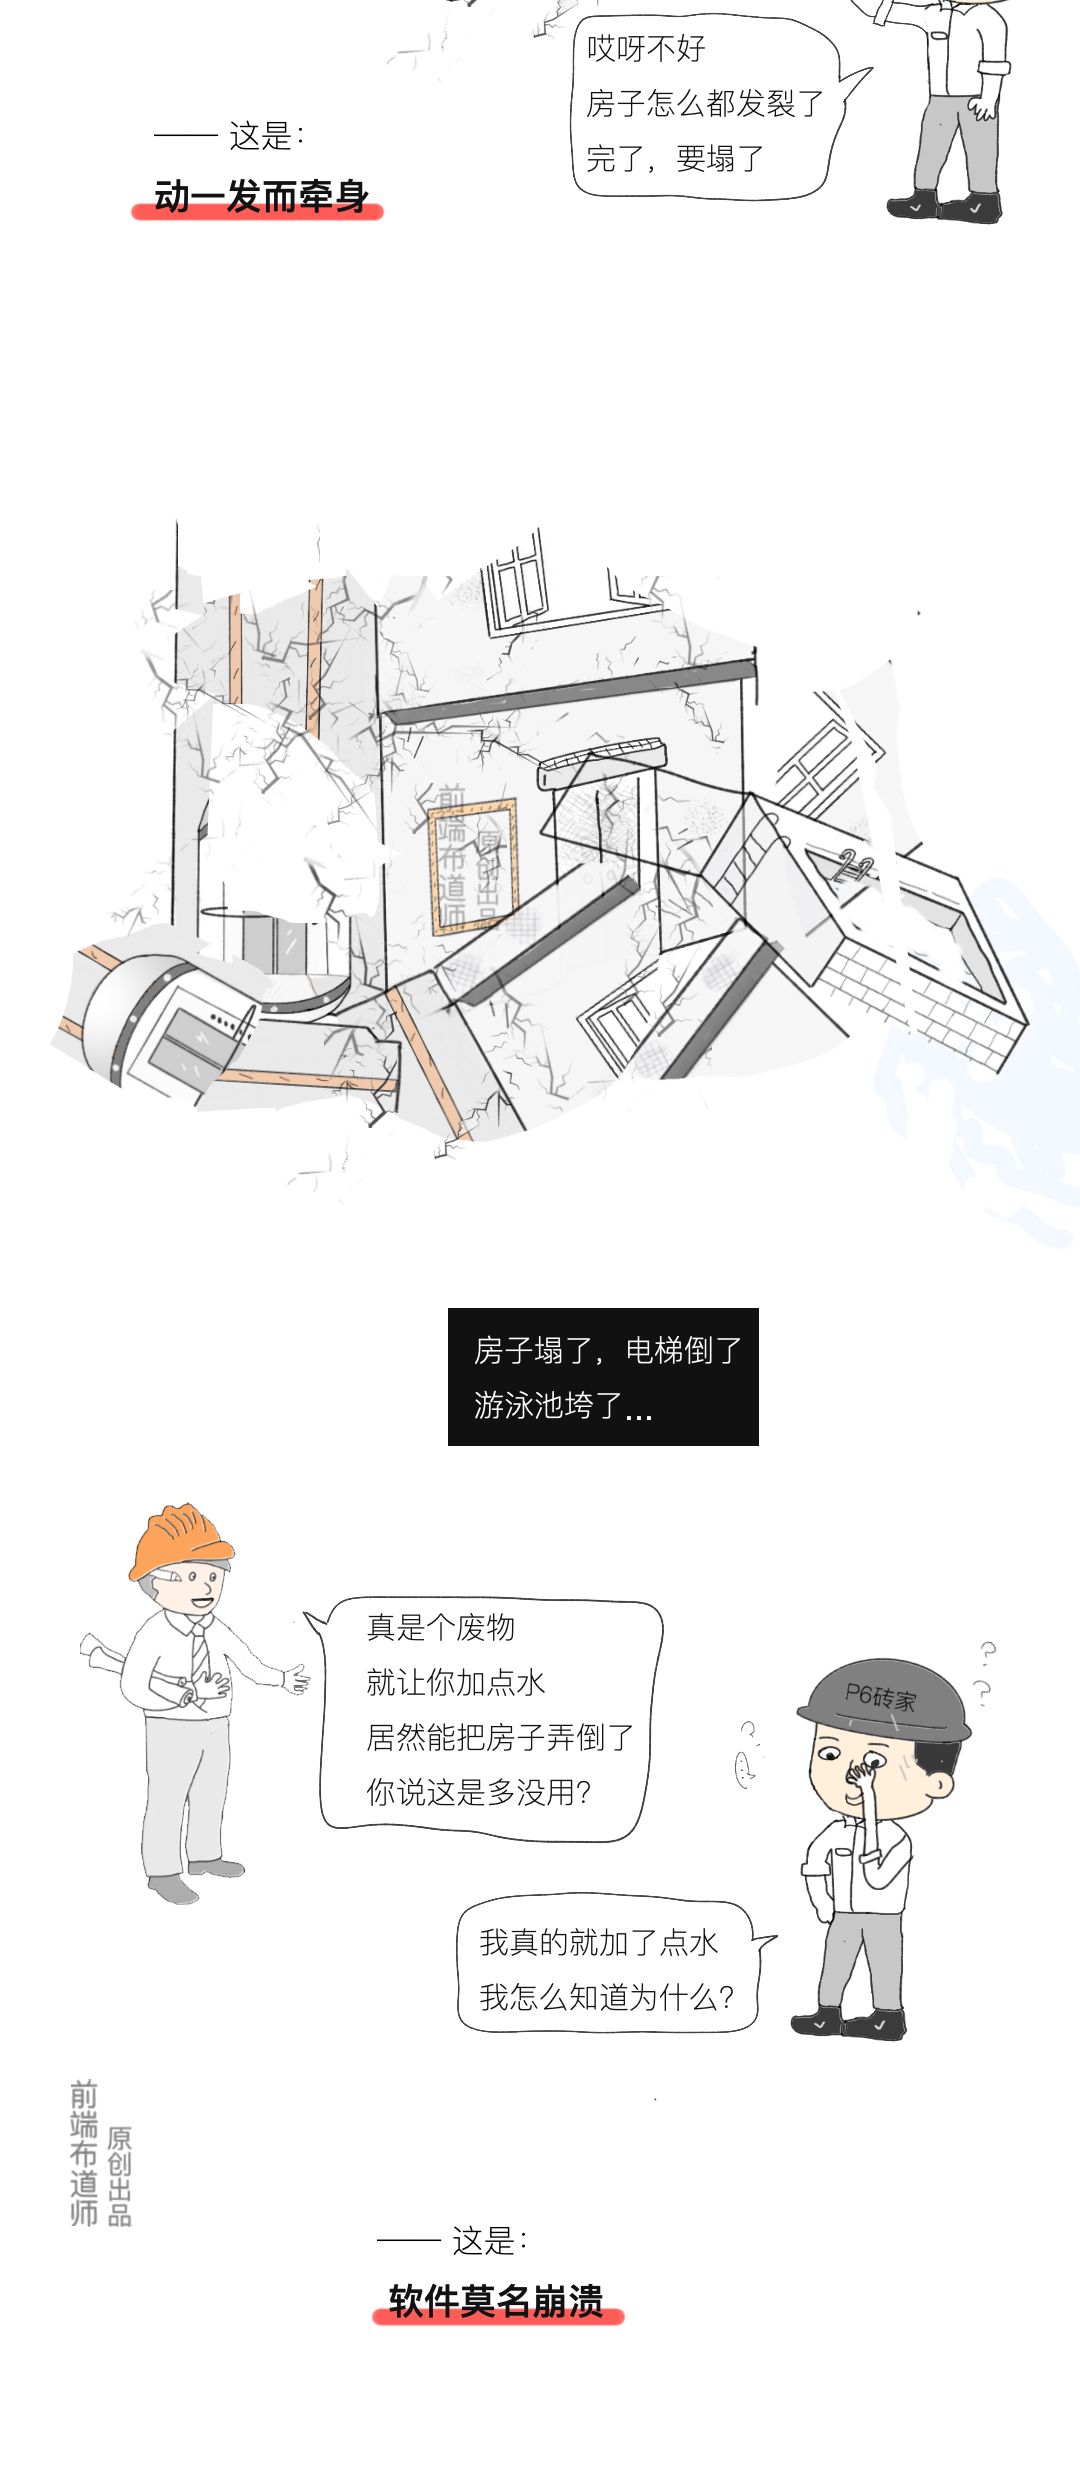 哎呀不好
房子怎么都发裂了
完了，要塌了
—— 这是：
动一发而牵身
前端布道师
原创出品
房子塌了，电梯倒了
游泳池垮了...
真是个废物
就让你加点水
居然能把房子弄倒了
你说这是多没用？
P6砖家
我真的就加了点水
我怎么知道为什么？
前端布道师
原创出品
—— 这是：
软件莫名崩溃